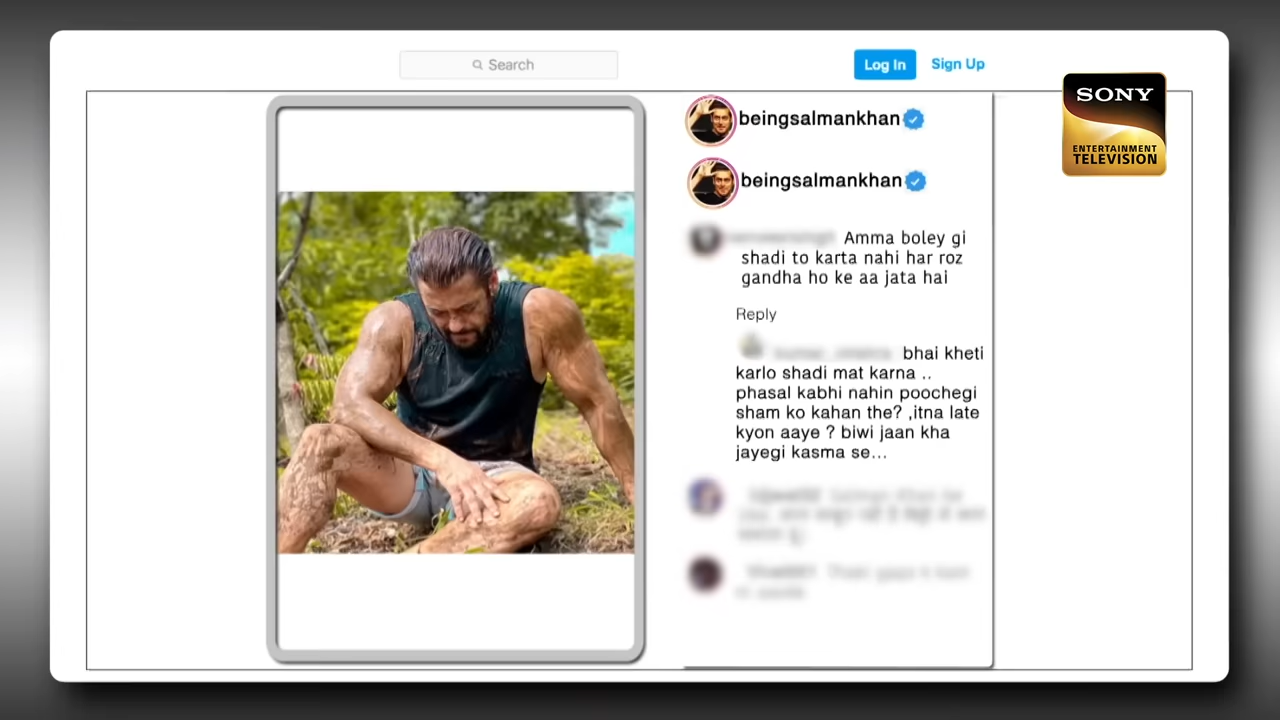 Search
Log In
Sign Up
SONY
ENTERTAINMENT
TELEVISION
beingsalmankhan
beingsalmankhan
Amma boley gi
shadi to karta nahi har roz
gandha ho ke aa jata hai
Reply
bhai kheti
karlo shadi mat karna ..
phasal kabhi nahin poochegi
sham ko kahan the? ,itna late
kyon aaye ? biwi jaan kha
jayegi kasma se...